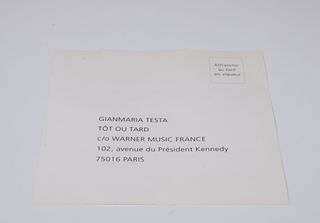 Affranchir
au tarif
en vigueur
GIANMARIA TESTA
TÔT OU TARD
c/o WARNER MUSIC FRANCE
102, avenue du Président Kennedy
75016 PARIS